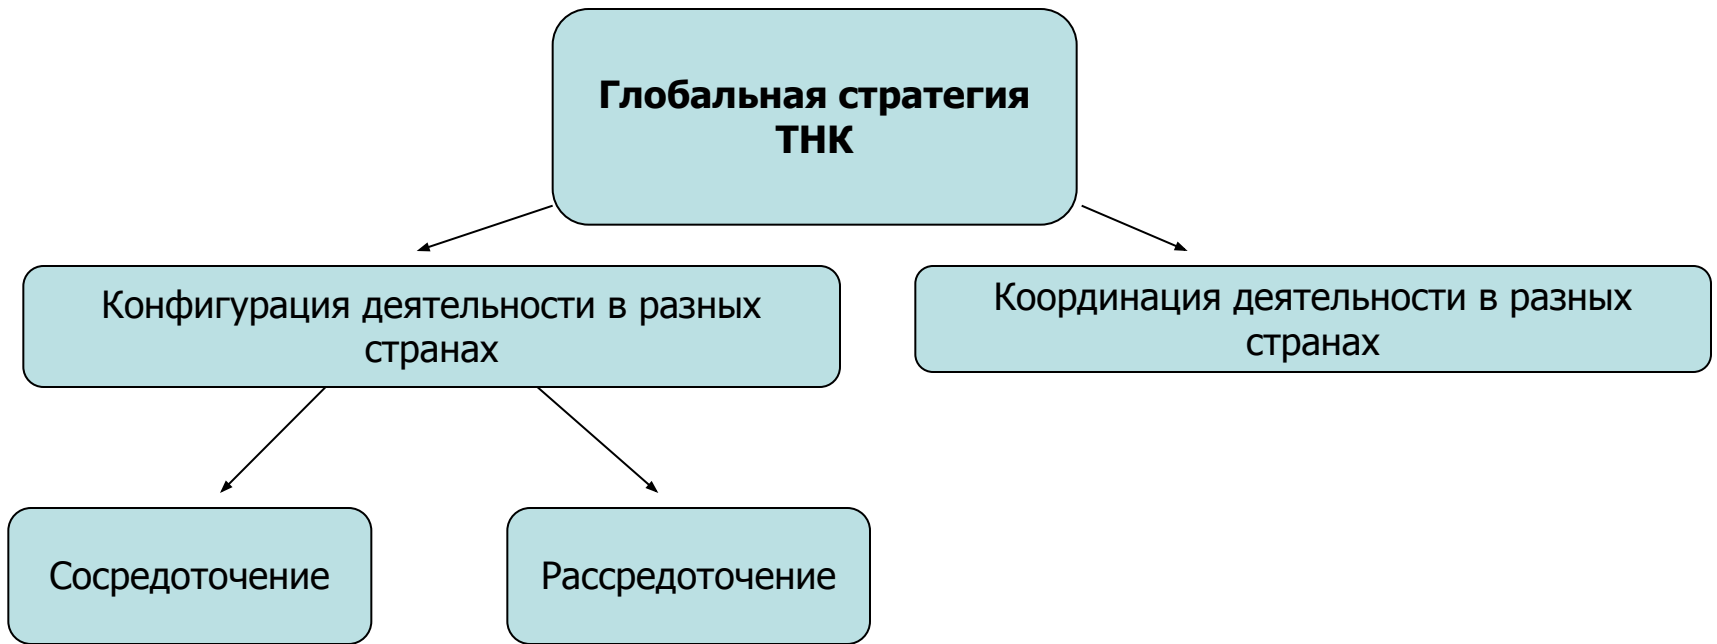 Глобальная стратегия
ТНК
Конфигурация деятельности в разных
странах
Координация деятельности в разных
странах
Сосредоточение
Рассредоточение